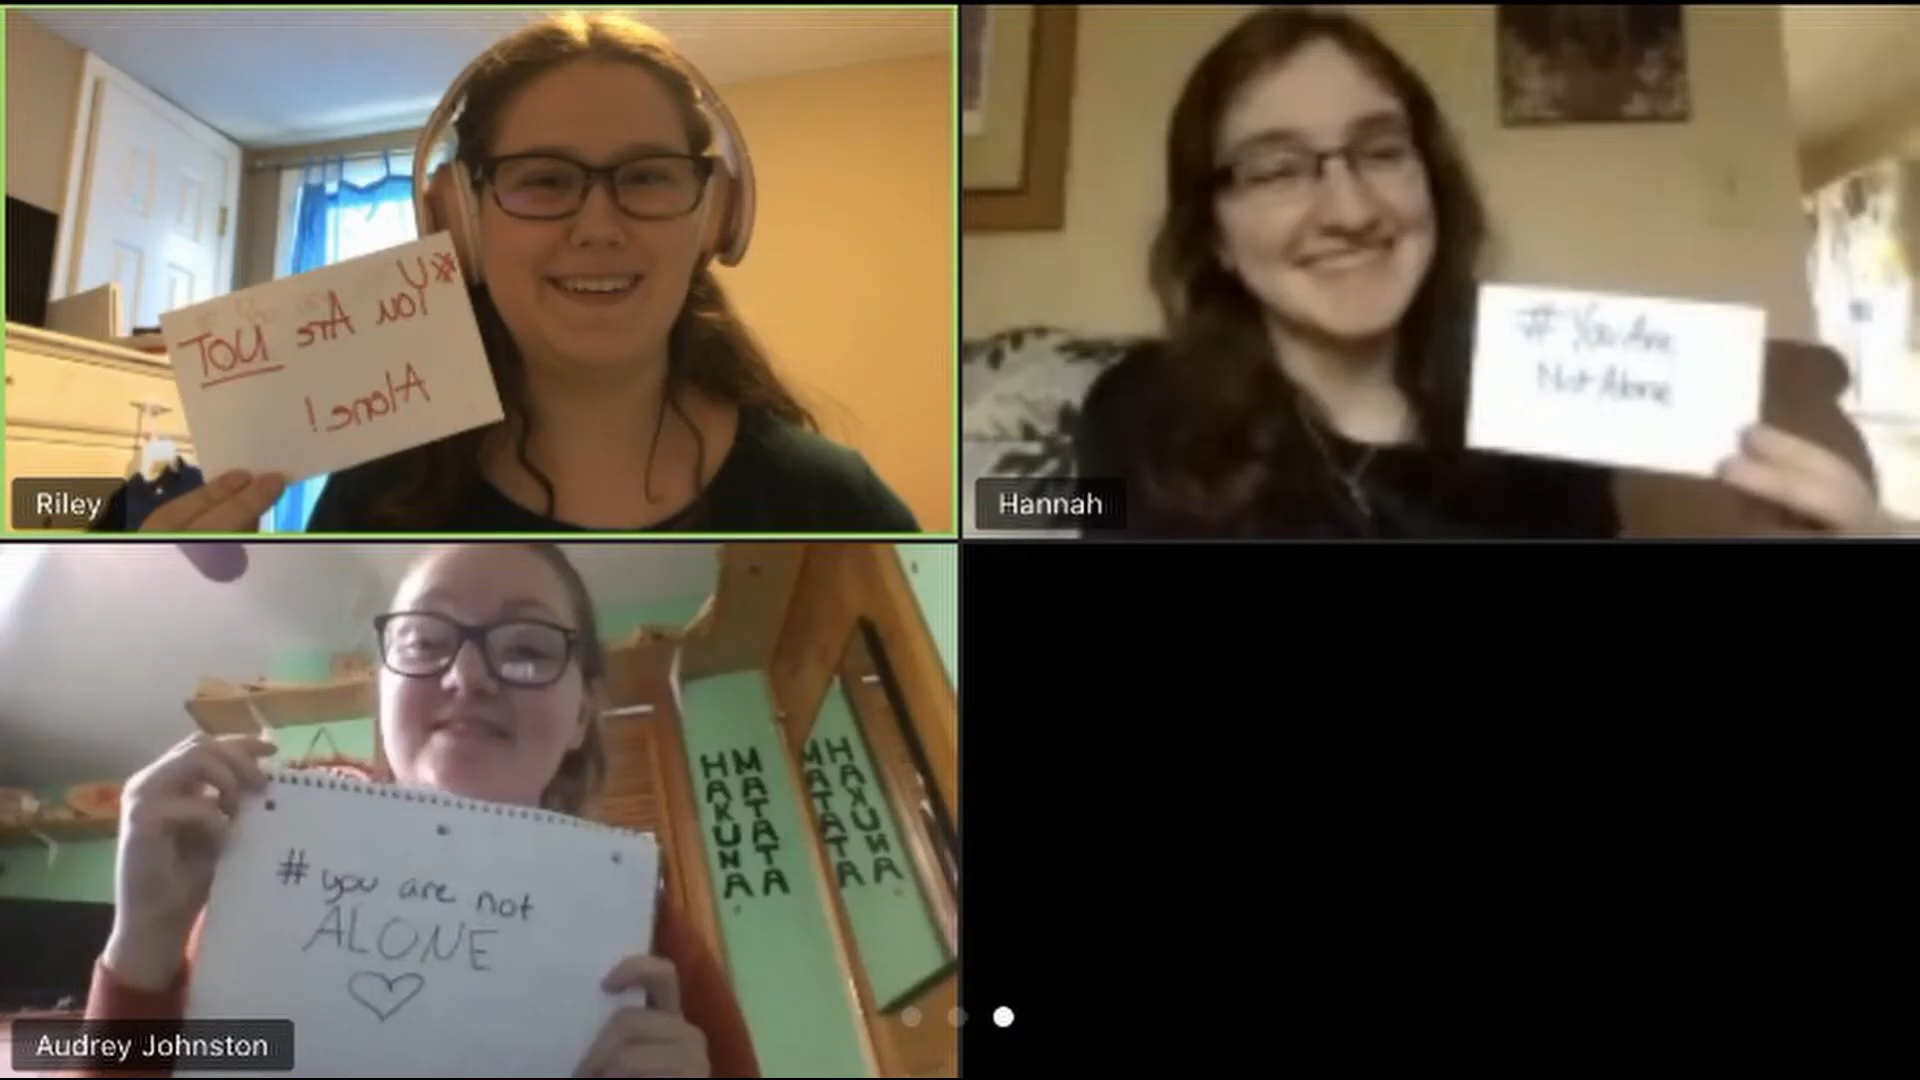 #You Are NOT
Alone!
Riley
#You Are
Not Alone
Hannah
# you are not
ALONE
HAKUNA
MATATA
MATATA
HAKUNA
Audrey Johnston